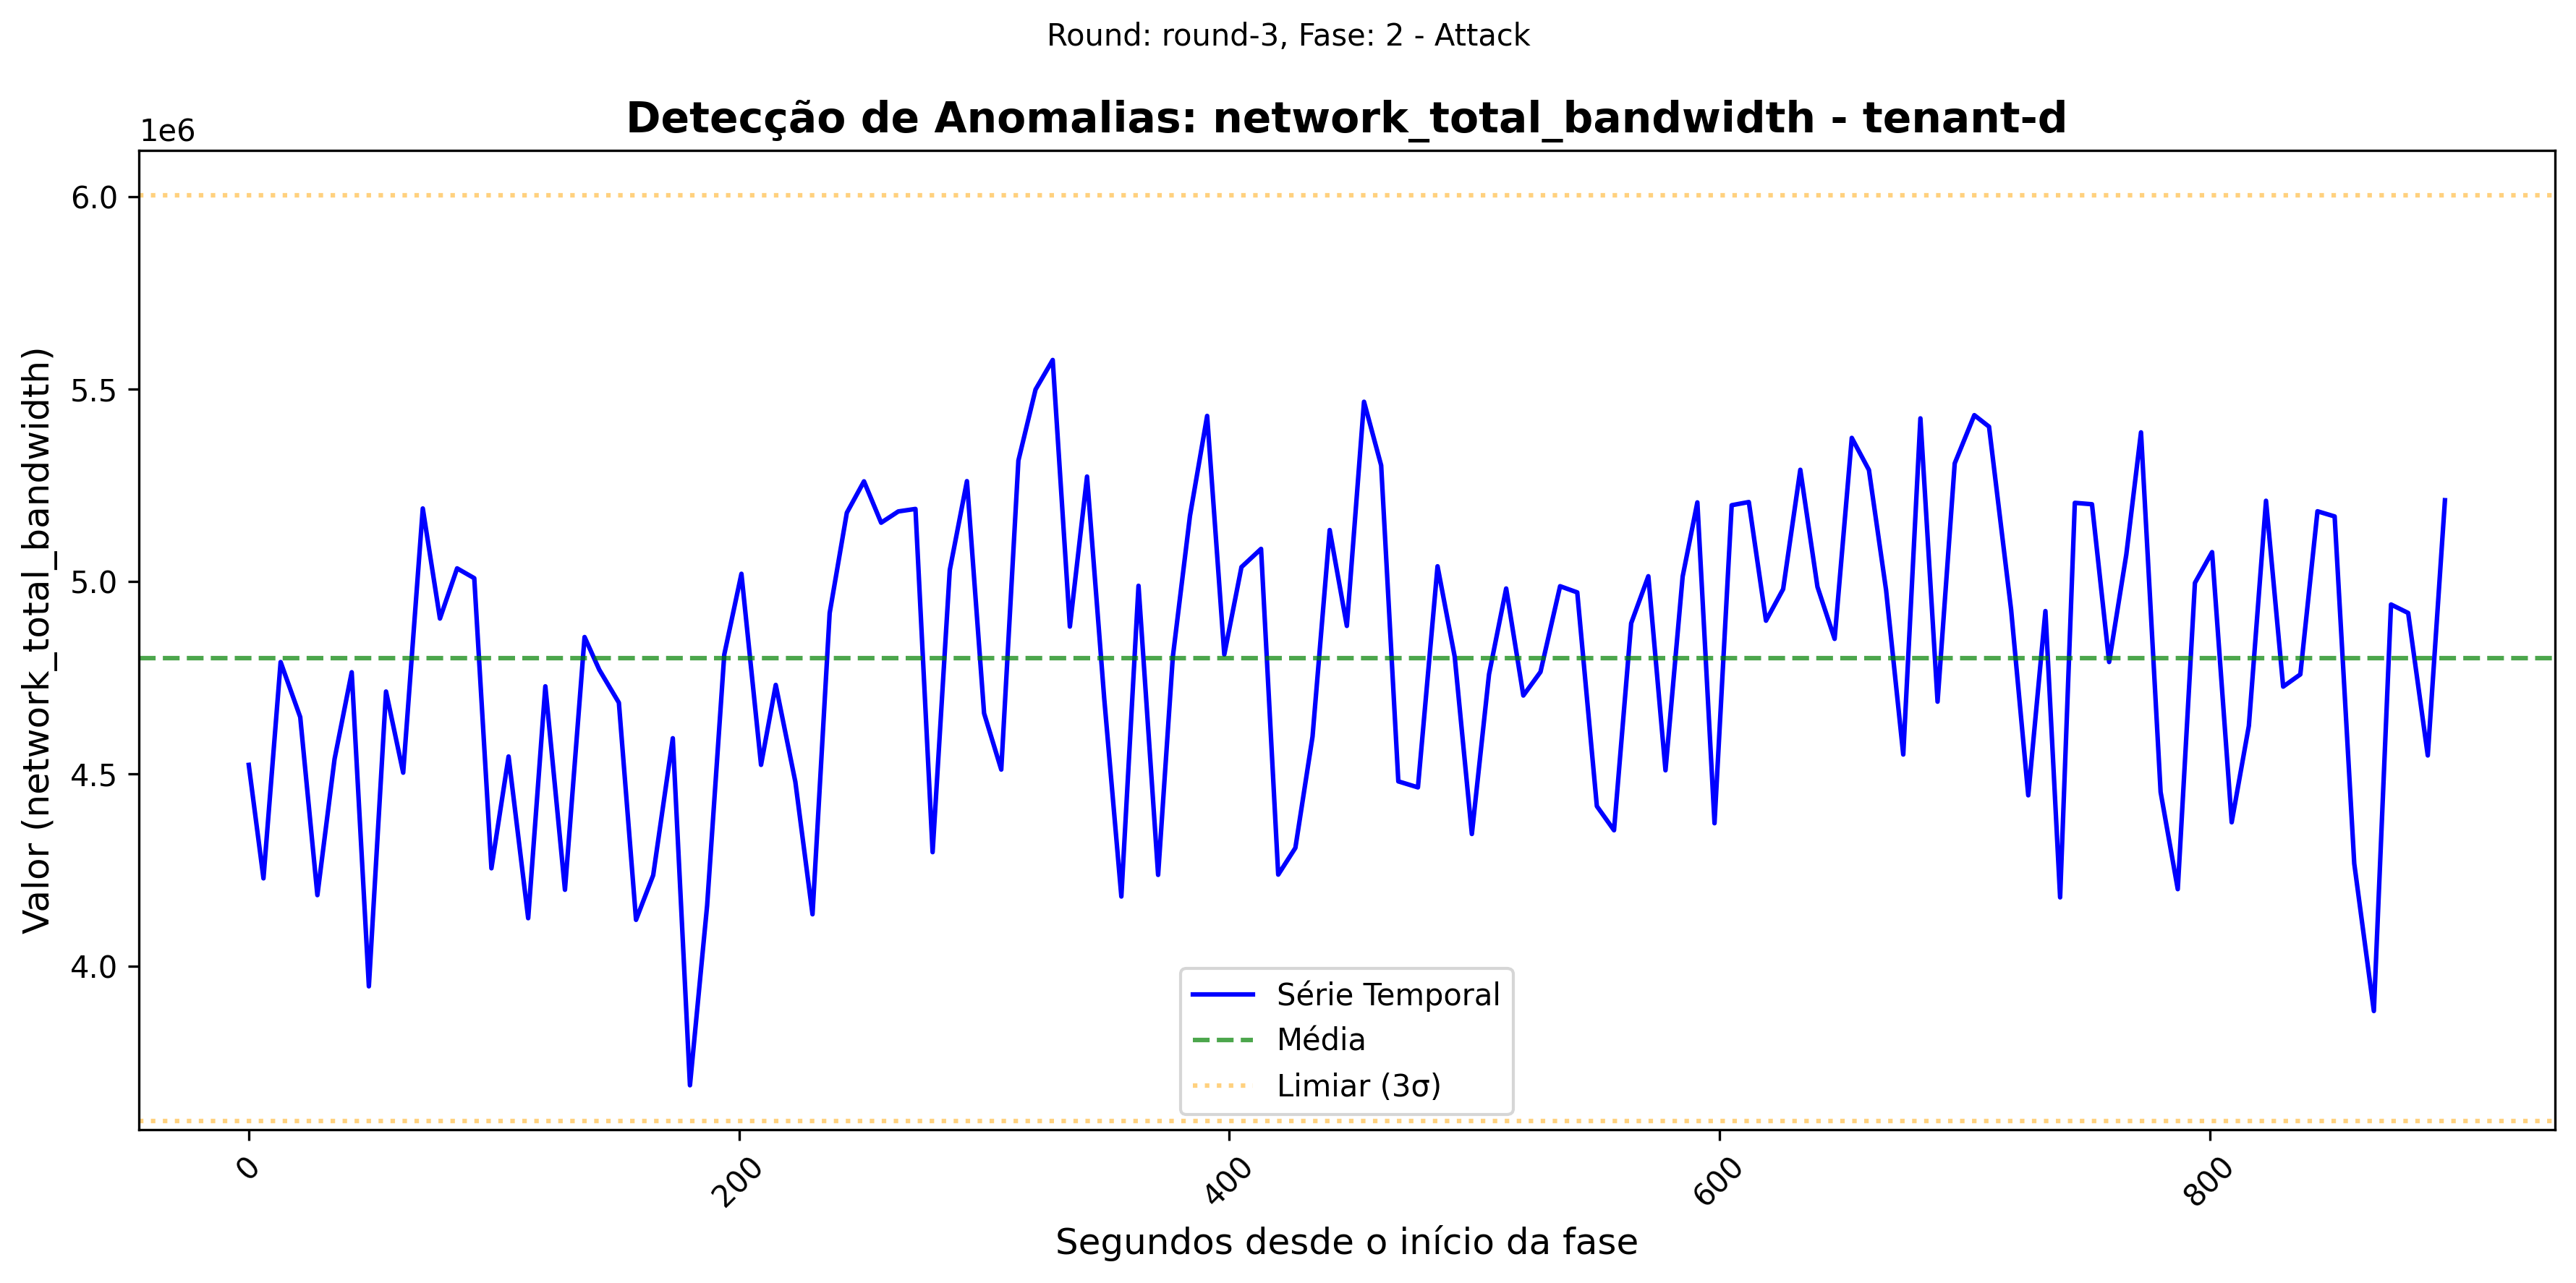 Round: round-3, Fase: 2 - Attack
Detecção de Anomalias: network_total_bandwidth - tenant-d
1e6
6.0
5.5
5.0
4.5
4.0
Valor (network_total_bandwidth)
Série Temporal
Média
Limiar (3σ)
0
200
400
600
800
Segundos desde o início da fase